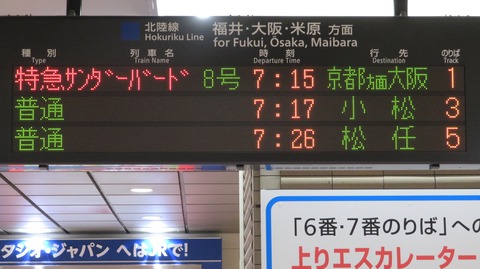 北陸線 福井・大阪・米原 方面
Hokuriku Line for Fukui, Ōsaka, Maibara
種別 列車名 時刻 行先 のりば
Type Train Name Departure Time Destination Track
特急サンダーバード 8号 7:15 京都方面大阪 1
普通 7:17 小松 3
普通 7:26 松任 5
タジオ・ジャパン へはJRで!
「6番・7番のりば」への
上りエスカレーター